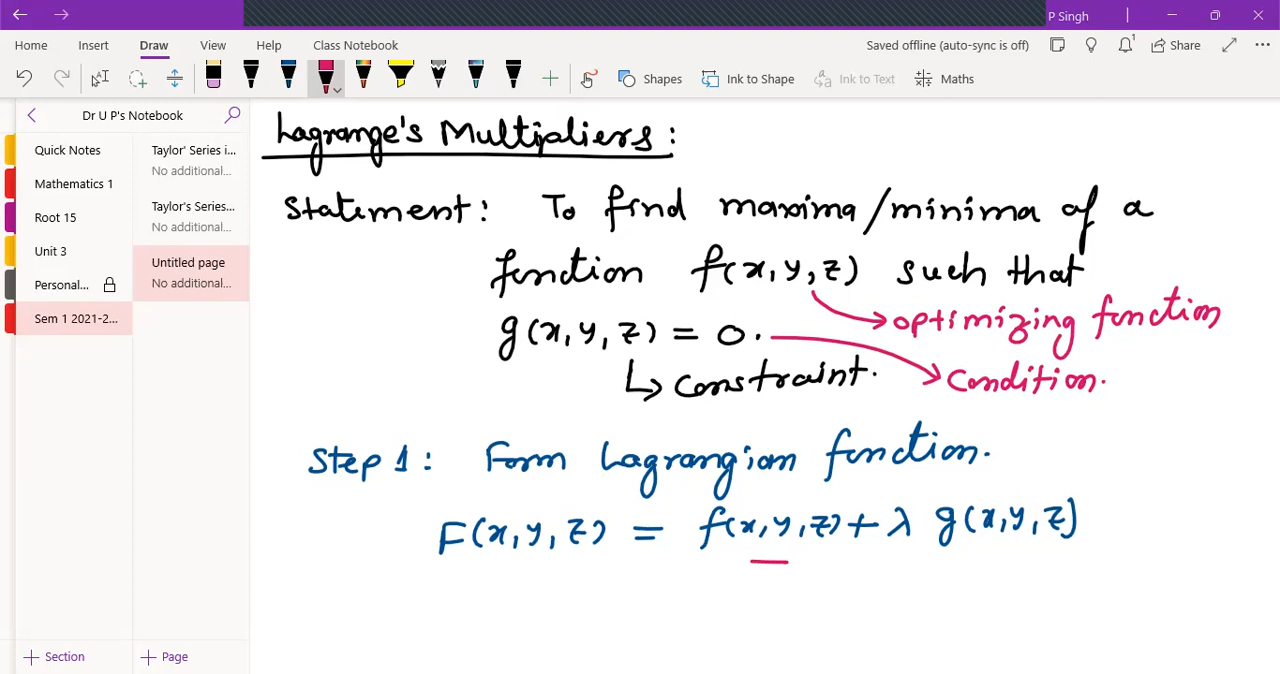 P Singh
Home Insert Draw View Help Class Notebook Saved offline (auto-sync is off) Share
Shapes Ink to Shape Ink to Text Maths
Dr U P's Notebook
Quick Notes
Mathematics 1
Root 15
Unit 3
Personal...
Sem 1 2021-2...
Taylor' Series i...
No additional...
Taylor's Series...
No additional...
Untitled page
No additional...
Section
Page
Lagrange's Multipliers :
Statement : To find maxima/minima of a
function f(x, y, z) such that
→ optimizing function
g(x, y, z) = 0.
↳ constraint.
→ Condition.
Step 1 : Form Lagrangian function.
F(x, y, z) = f(x, y, z) + λ g(x, y, z)